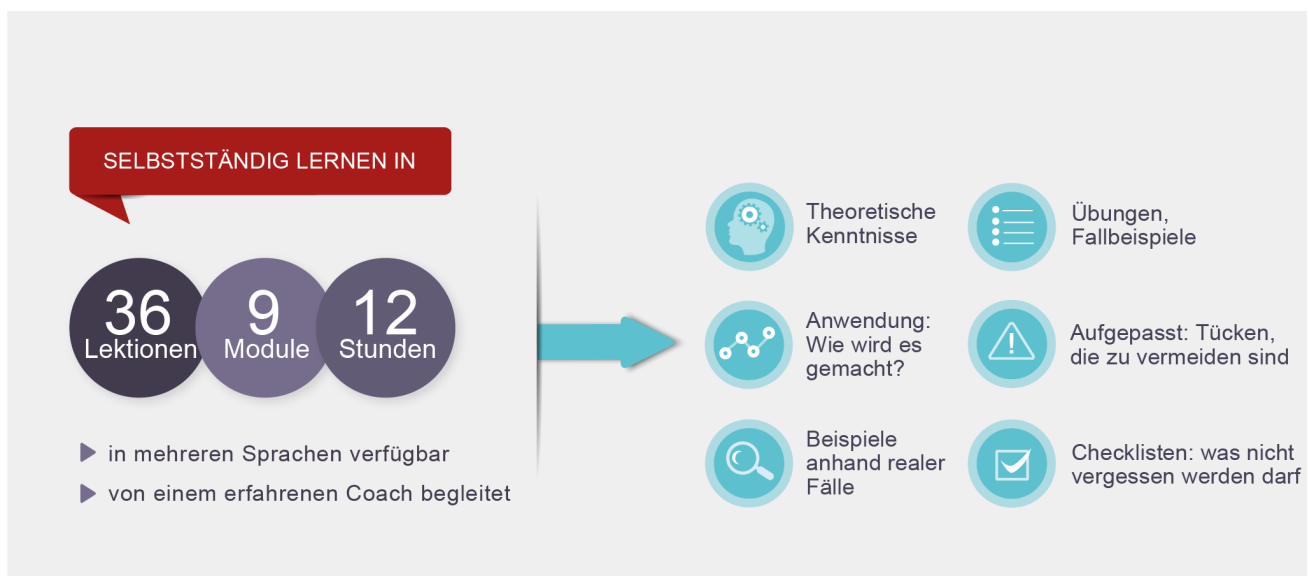 SELBSTSTÄNDIG LERNEN IN
36
Lektionen
9
Module
12
Stunden
in mehreren Sprachen verfügbar
von einem erfahrenen Coach begleitet
Theoretische
Kenntnisse
Übungen,
Fallbeispiele
Anwendung:
Wie wird es
gemacht?
Aufgepasst: Tücken,
die zu vermeiden sind
Beispiele
anhand realer
Fälle
Checklisten: was nicht
vergessen werden darf